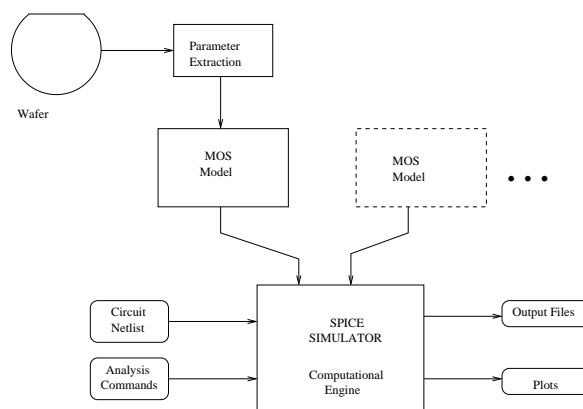 Parameter
Extraction
Wafer
MOS
Model
MOS
Model
Circuit
Netlist
Analysis
Commands
SPICE
SIMULATOR
Computational
Engine
Output Files
Plots